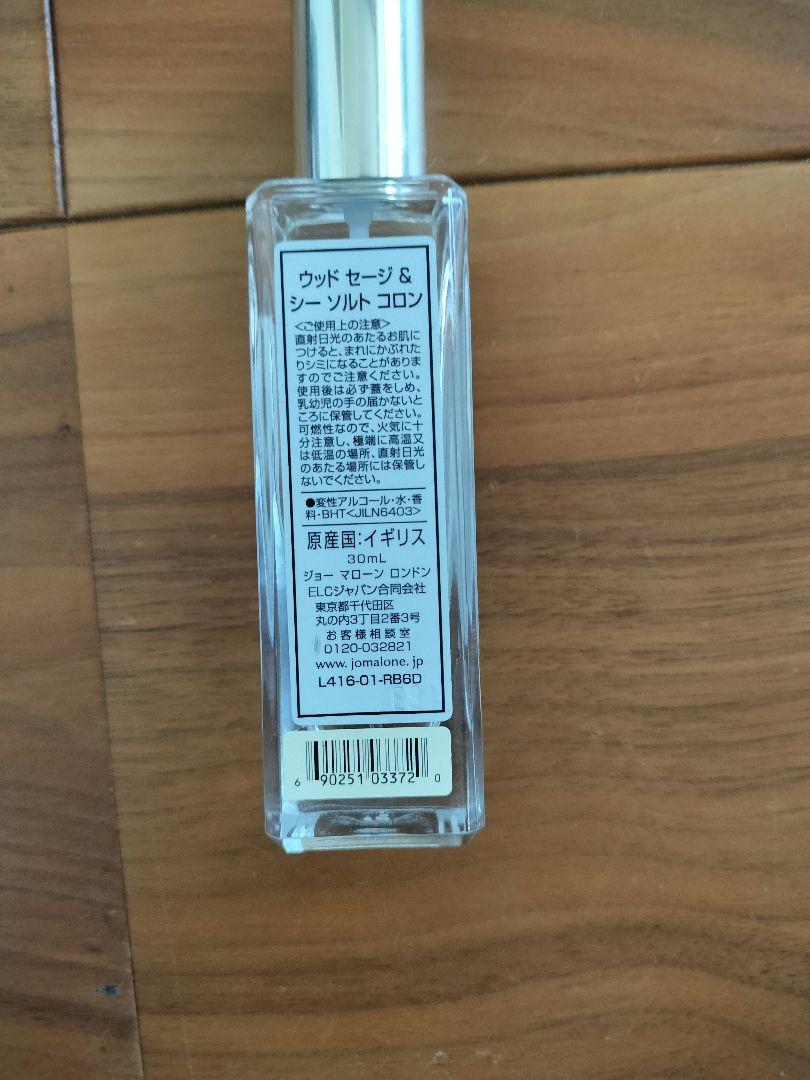 ウッド セージ &
シー ソルト コロン
<ご使用上の注意>
直射日光のあたるお肌に
つけると、まれにかぶれた
りシミになることがありま
すのでご注意ください。
使用後は必ず蓋をしめ、
乳幼児の手の届かないと
ころに保管してください。
可燃性なので、火気に十
分注意し、極端に高温又
は低温の場所、直射日光
のあたる場所には保管し
ないでください。
●変性アルコール・水・香
料・BHT<JILN6403>
原産国:イギリス
30mL
ジョー マローン ロンドン
ELCジャパン合同会社
東京都千代田区
丸の内3丁目2番3号
お客様相談室
0120-032821
www.jomalone.jp
L416-01-RB6D
6 90251 03372 0